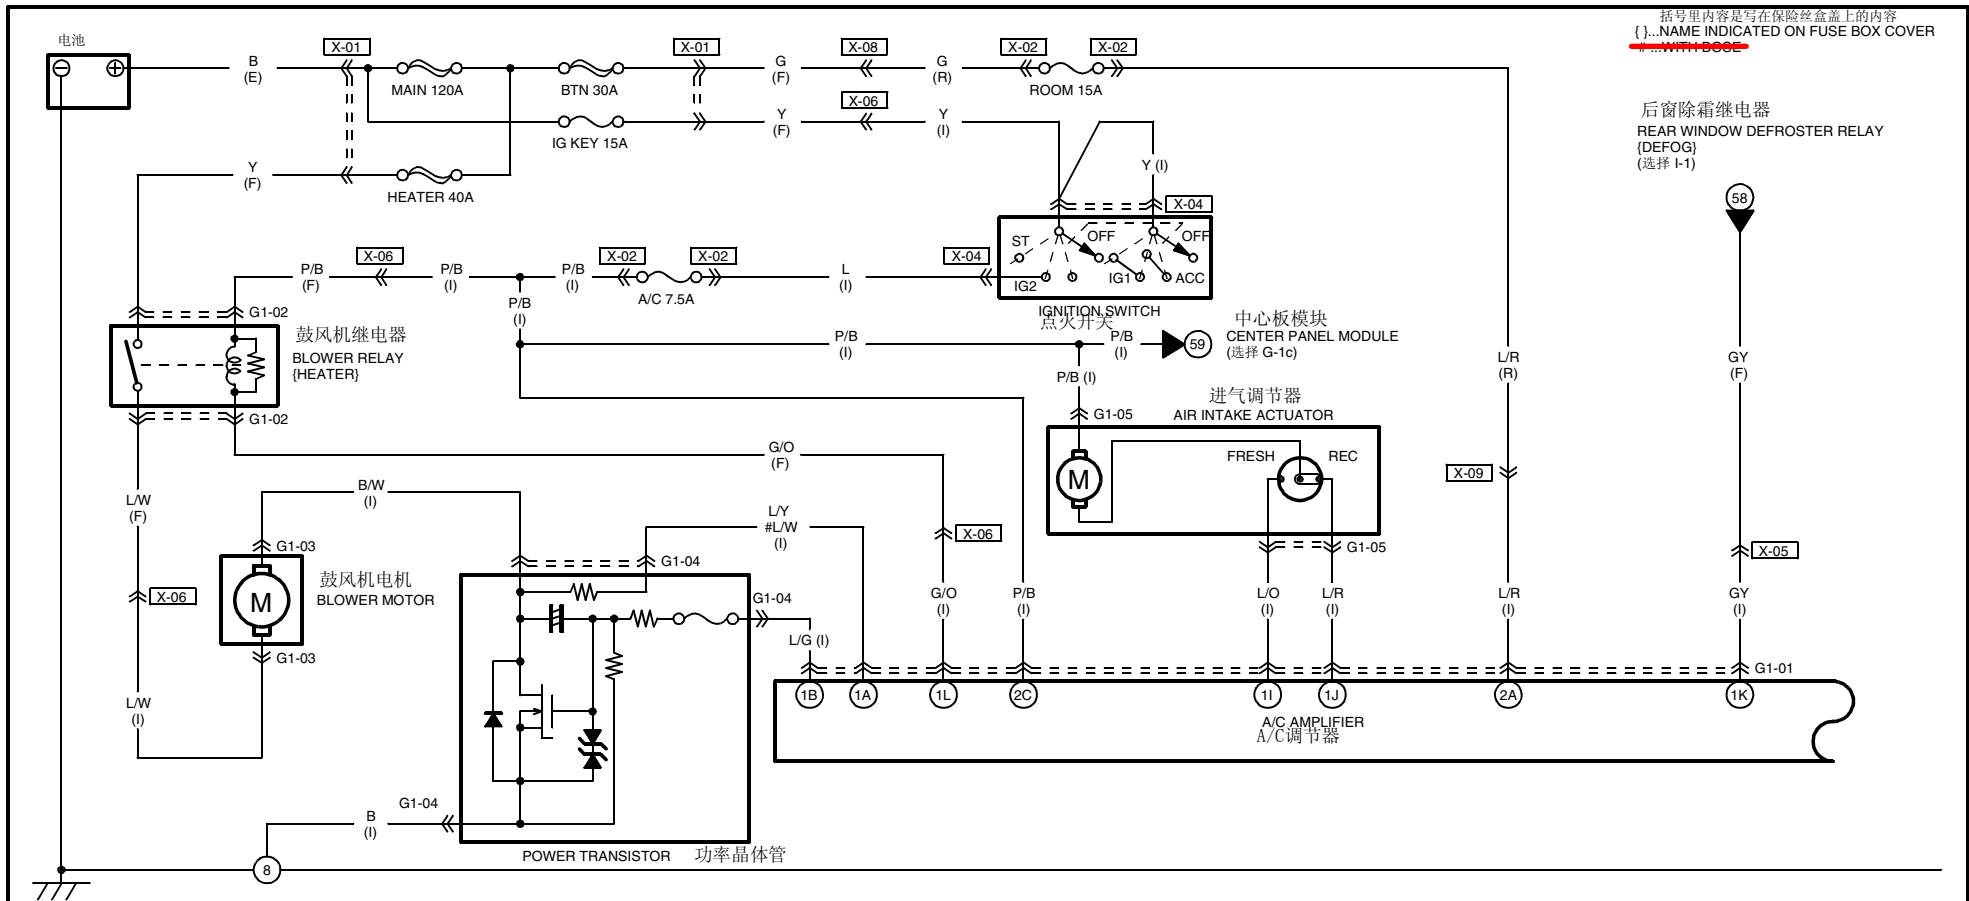 括号里内容是写在保险丝盒盖上的内容
{ }...NAME INDICATED ON FUSE BOX COVER
# ...WITH BOSE
电池
B
(E)
X-01
MAIN 120A
BTN 30A
X-01
G
(F)
X-08
G
(R)
X-02
X-02
ROOM 15A
IG KEY 15A
Y
(F)
X-06
Y
(I)
Y
(F)
HEATER 40A
Y (I)
X-04
后窗除霜继电器
REAR WINDOW DEFROSTER RELAY
{DEFOG}
(选择 I-1)
58
ST
OFF
OFF
IG2
IG1
ACC
IGNITION SWITCH
点火开关
P/B
(F)
X-06
P/B
(I)
P/B
(I)
X-02
X-02
A/C 7.5A
L
(I)
X-04
P/B
(I)
G1-02
鼓风机继电器
BLOWER RELAY
{HEATER}
G1-02
P/B
(I)
P/B
(I)
59
中心板模块
CENTER PANEL MODULE
(选择 G-1c)
P/B (I)
G1-05
进气调节器
AIR INTAKE ACTUATOR
M
FRESH
REC
G1-05
L/R
(R)
GY
(F)
X-09
X-05
G/O
(F)
L/W
(F)
B/W
(I)
L/Y
#L/W
(I)
X-06
G1-03
M
鼓风机电机
BLOWER MOTOR
G1-03
X-06
L/W
(I)
G1-04
G1-04
L/G (I)
G/O
(I)
P/B
(I)
L/O
(I)
L/R
(I)
L/R
(I)
GY
(I)
G1-01
1B
1A
1L
2C
1I
1J
2A
1K
A/C AMPLIFIER
A/C调节器
G1-04
B
(I)
POWER TRANSISTOR
功率晶体管
8